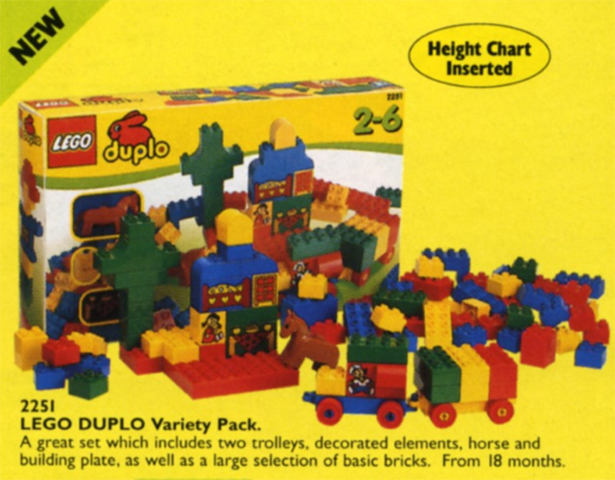 NEW
Height Chart
Inserted
2251
2-6
LEGO
duplo
2251
LEGO DUPLO Variety Pack.
A great set which includes two trolleys, decorated elements, horse and
building plate, as well as a large selection of basic bricks. From 18 months.